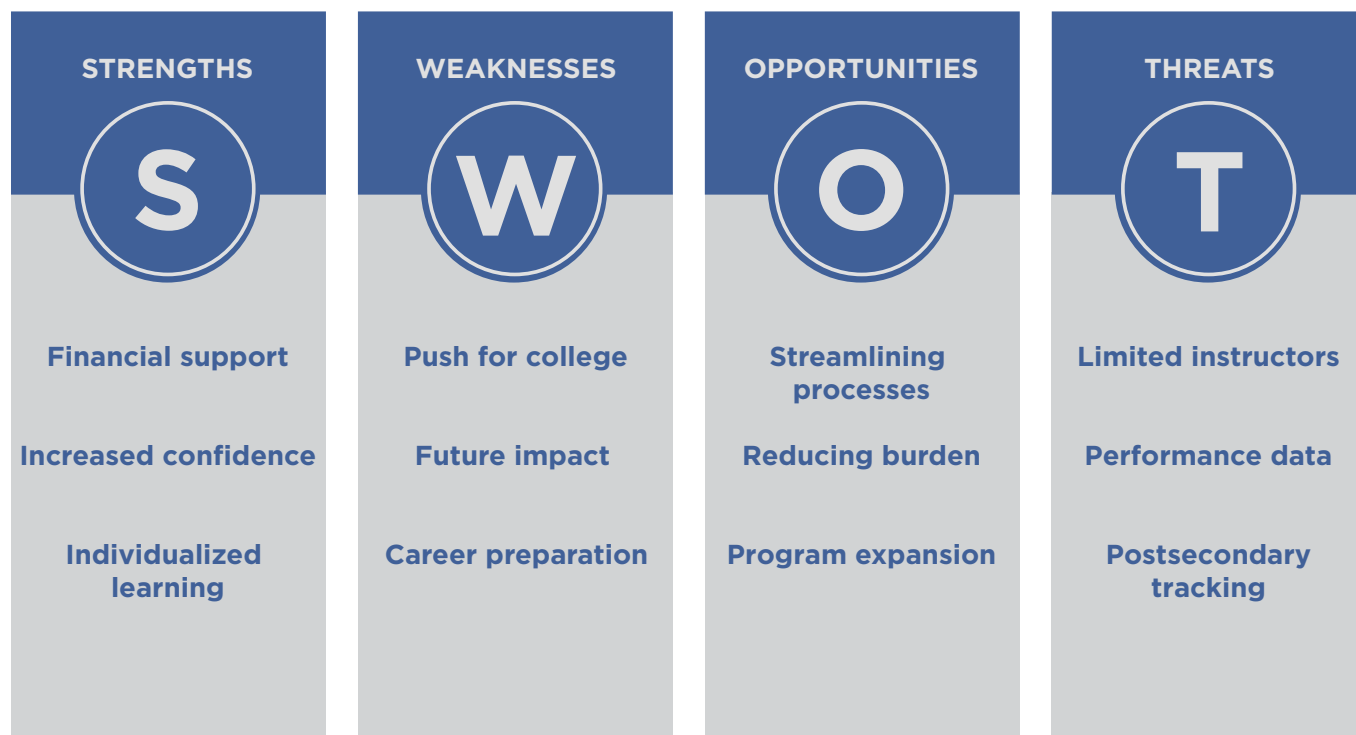 STRENGTHS
S
Financial support
Increased confidence
Individualized
learning
WEAKNESSES
W
Push for college
Future impact
Career preparation
OPPORTUNITIES
O
Streamlining
processes
Reducing burden
Program expansion
THREATS
T
Limited instructors
Performance data
Postsecondary
tracking